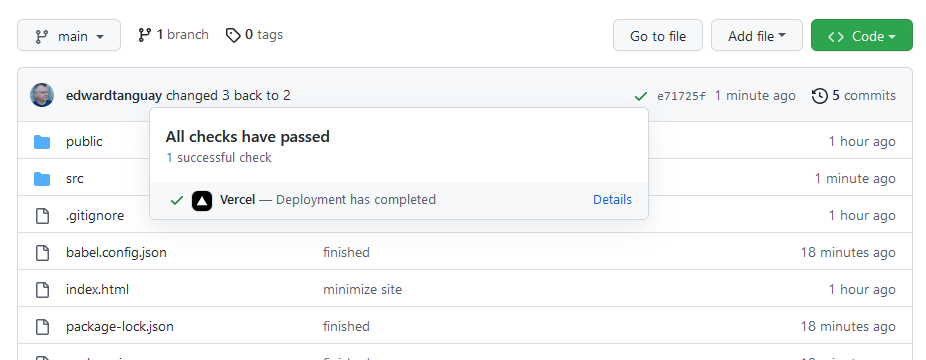 main
1 branch
0 tags
Go to file
Add file
Code
edwardtanguay changed 3 back to 2
e71725f 1 minute ago
5 commits
All checks have passed
1 successful check
Vercel — Deployment has completed
Details
public
1 hour ago
src
1 minute ago
.gitignore
1 hour ago
babel.config.json
finished
18 minutes ago
index.html
minimize site
1 hour ago
package-lock.json
finished
18 minutes ago